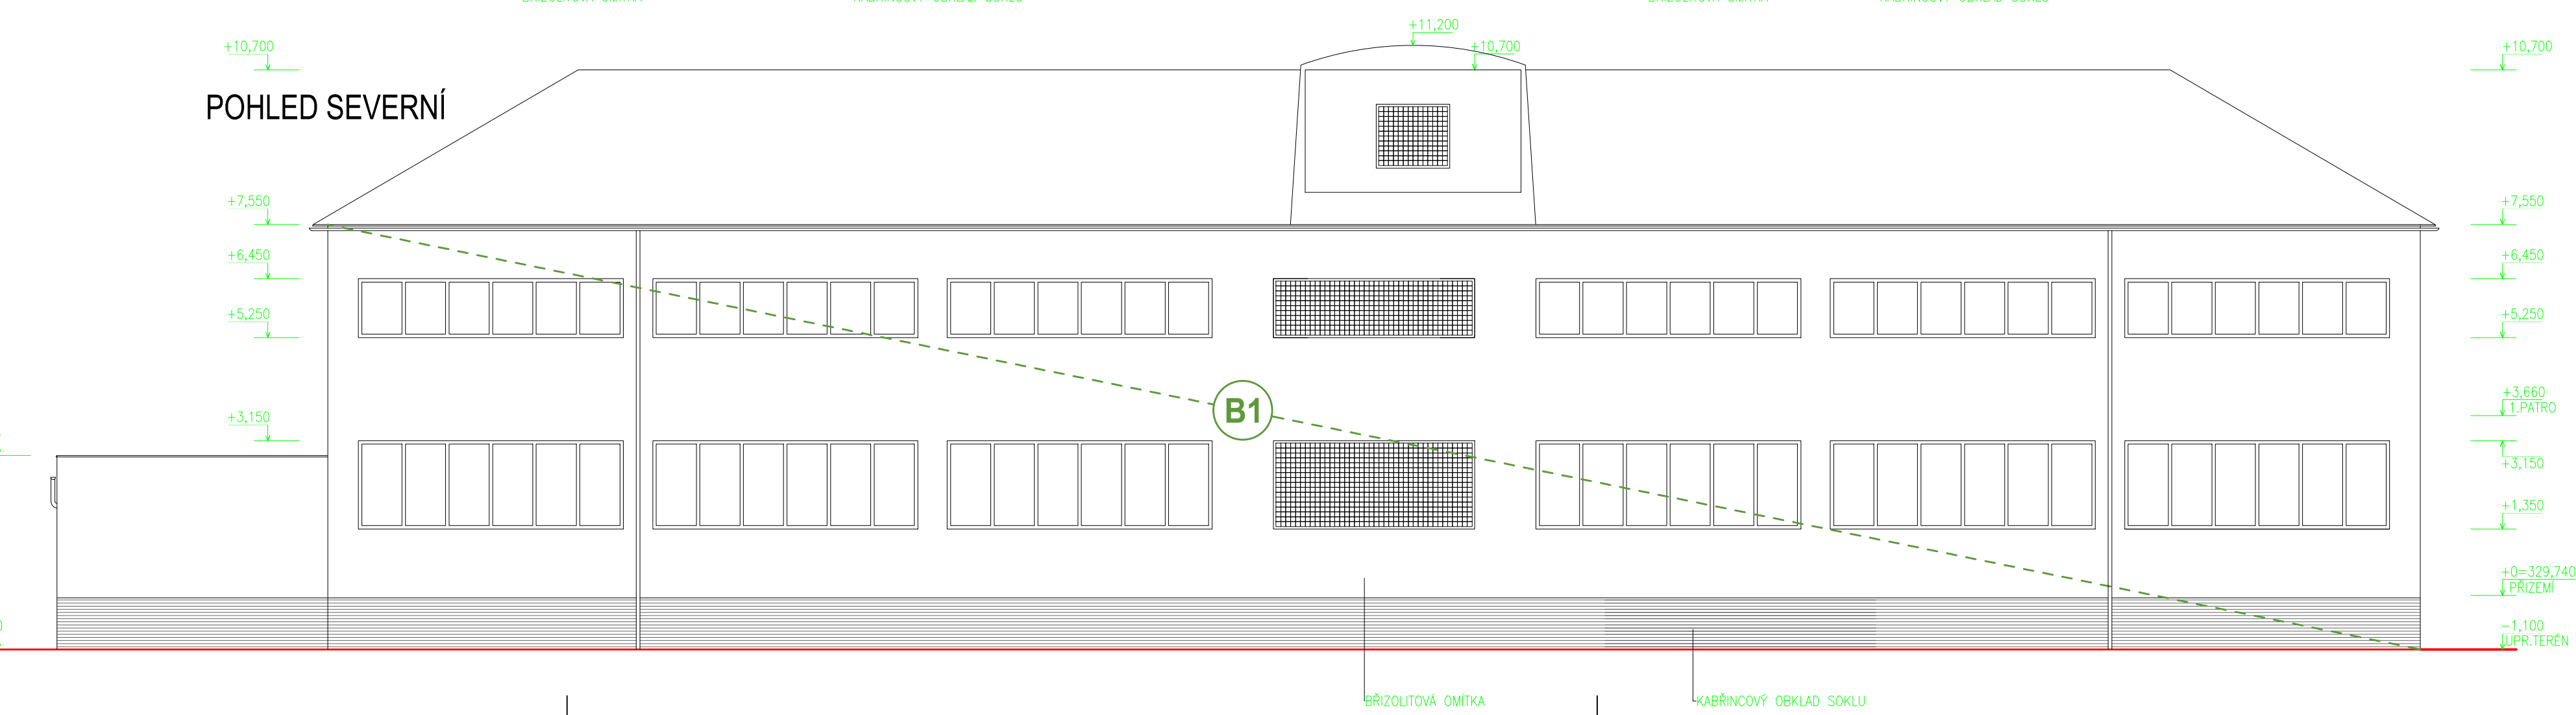 +11,200
+10,700
+10,700
+10,700
POHLED SEVERNÍ
+7,550
+7,550
+6,450
+6,450
+5,250
+5,250
+3,660
1.PATRO
B1
+3,150
+3,150
+1,350
+0=329,740
PŘIZEMÍ
-1,100
UPR.TERÉN
BŘIZOLITOVÁ OMÍTKA
KABŘINCOVÝ OBKLAD SOKLU